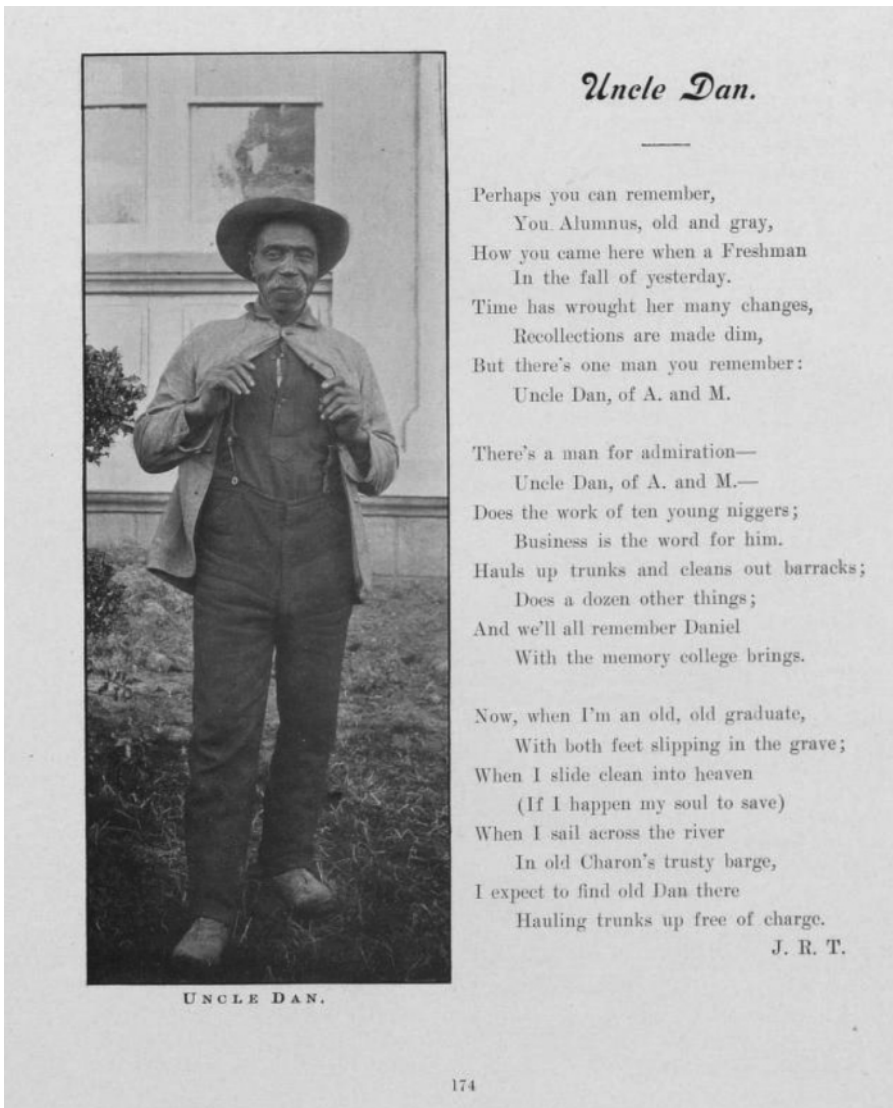 Uncle Dan.
Perhaps you can remember,
You Alumnus, old and gray,
How you came here when a Freshman
In the fall of yesterday.
Time has wrought her many changes,
Recollections are made dim,
But there's one man you remember:
Uncle Dan, of A. and M.
There's a man for admiration—
Uncle Dan, of A. and M.—
Does the work of ten young niggers;
Business is the word for him.
Hauls up trunks and cleans out barracks;
Does a dozen other things;
And we'll all remember Daniel
With the memory college brings.
Now, when I'm an old, old graduate,
With both feet slipping in the grave;
When I slide clean into heaven
(If I happen my soul to save)
When I sail across the river
In old Charon's trusty barge,
I expect to find old Dan there
Hauling trunks up free of charge.
J. R. T.
UNCLE DAN.
174